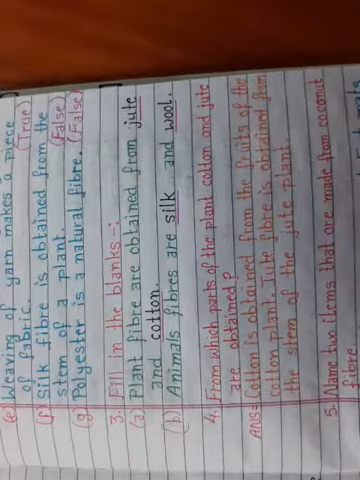 (e) Weaving of yarn makes a piece
of fabric. (True)
(f) Silk fibre is obtained from the
stem of a plant. (False)
(g) Polyester is a natural fibre. (False)
3. Fill in the blanks--:
(a) Plant fibre are obtained from jute
and cotton.
(b) Animals fibres are silk and wool.
4. From which parts of the plant cotton and jute
are obtained?
Ans= Cotton is obtained from the fruits of the
cotton plant. Jute fibre is obtained from
the stem of the jute plant.
5. Name two items that are made from coconut
fibre